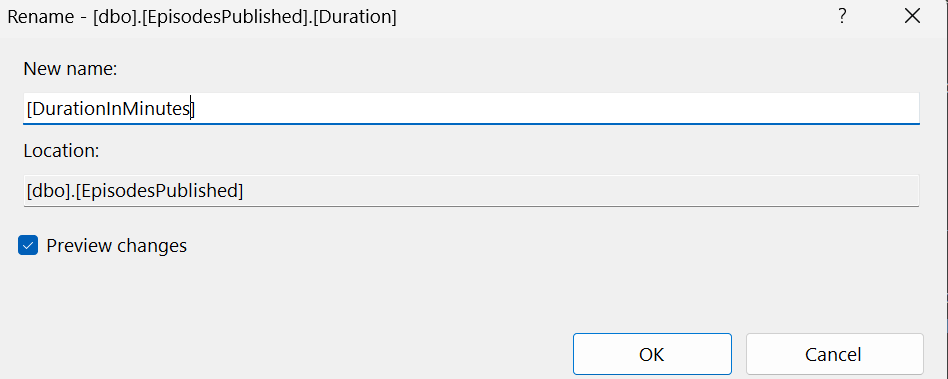 Rename - [dbo].[EpisodesPublished].[Duration]
?
New name:
[DurationInMinutes]
Location:
[dbo].[EpisodesPublished]
Preview changes
OK
Cancel